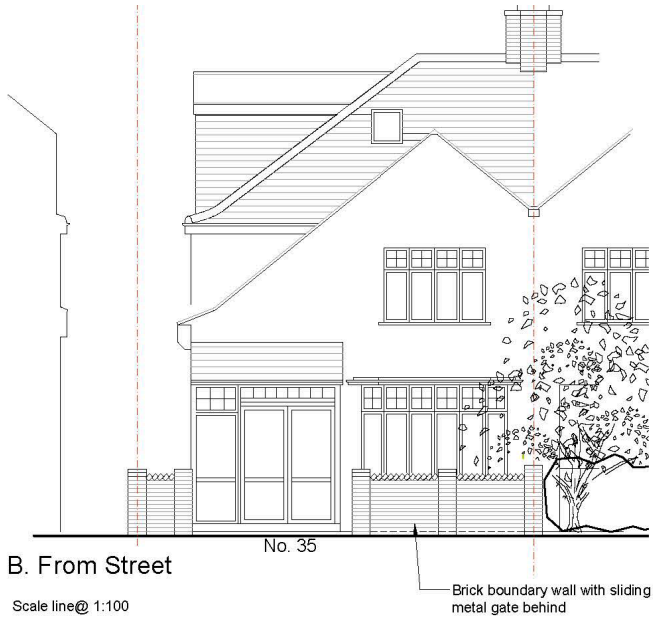 No. 35
B. From Street
Brick boundary wall with sliding
metal gate behind
Scale line@ 1:100